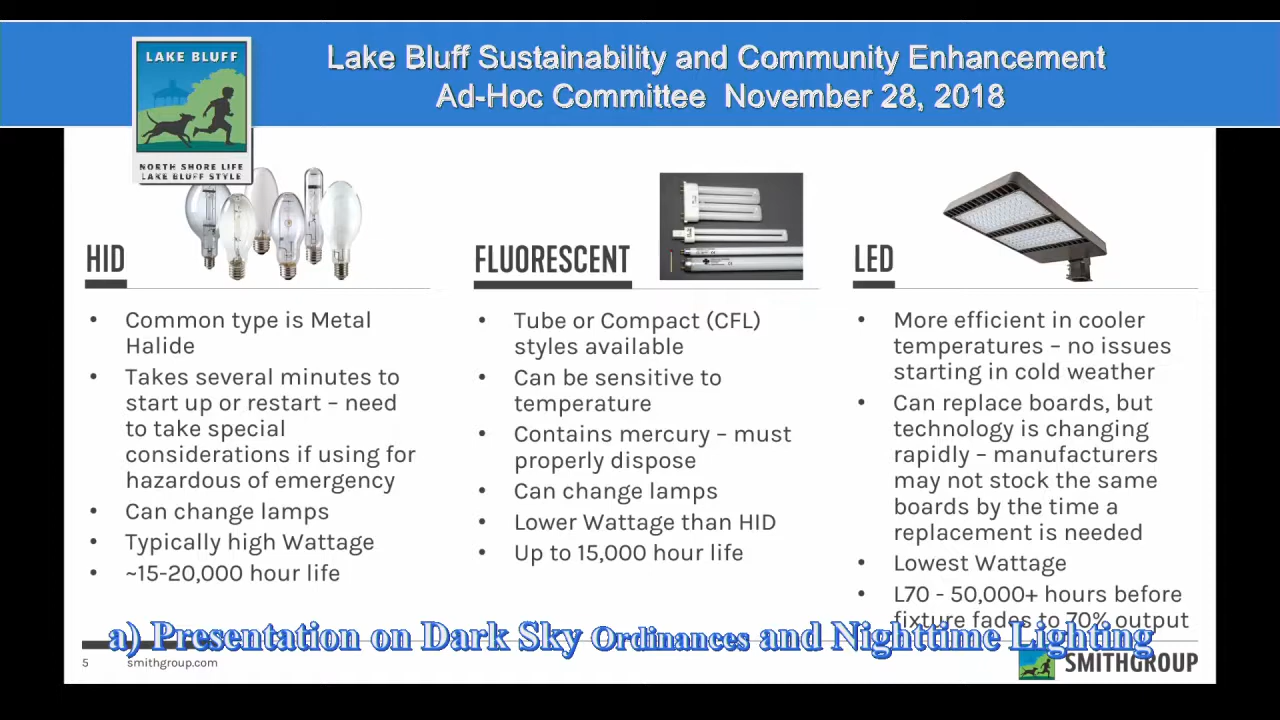 Lake Bluff Sustainability and Community Enhancement
Ad-Hoc Committee November 28, 2018
LAKE BLUFF
NORTH SHORE LIFE
LAKE BLUFF STYLE
HID
• Common type is Metal
Halide
• Takes several minutes to
start up or restart – need
to take special
considerations if using for
hazardous of emergency
• Can change lamps
• Typically high Wattage
• ~15-20,000 hour life
FLUORESCENT
• Tube or Compact (CFL)
styles available
• Can be sensitive to
temperature
• Contains mercury – must
properly dispose
• Can change lamps
• Lower Wattage than HID
• Up to 15,000 hour life
LED
• More efficient in cooler
temperatures – no issues
starting in cold weather
• Can replace boards, but
technology is changing
rapidly – manufacturers
may not stock the same
boards by the time a
replacement is needed
• Lowest Wattage
• L70 - 50,000+ hours before
fixture fades to 70% output
a) Presentation on Dark Sky Ordinances and Nighttime Lighting
5 smithgroup.com
SMITHGROUP